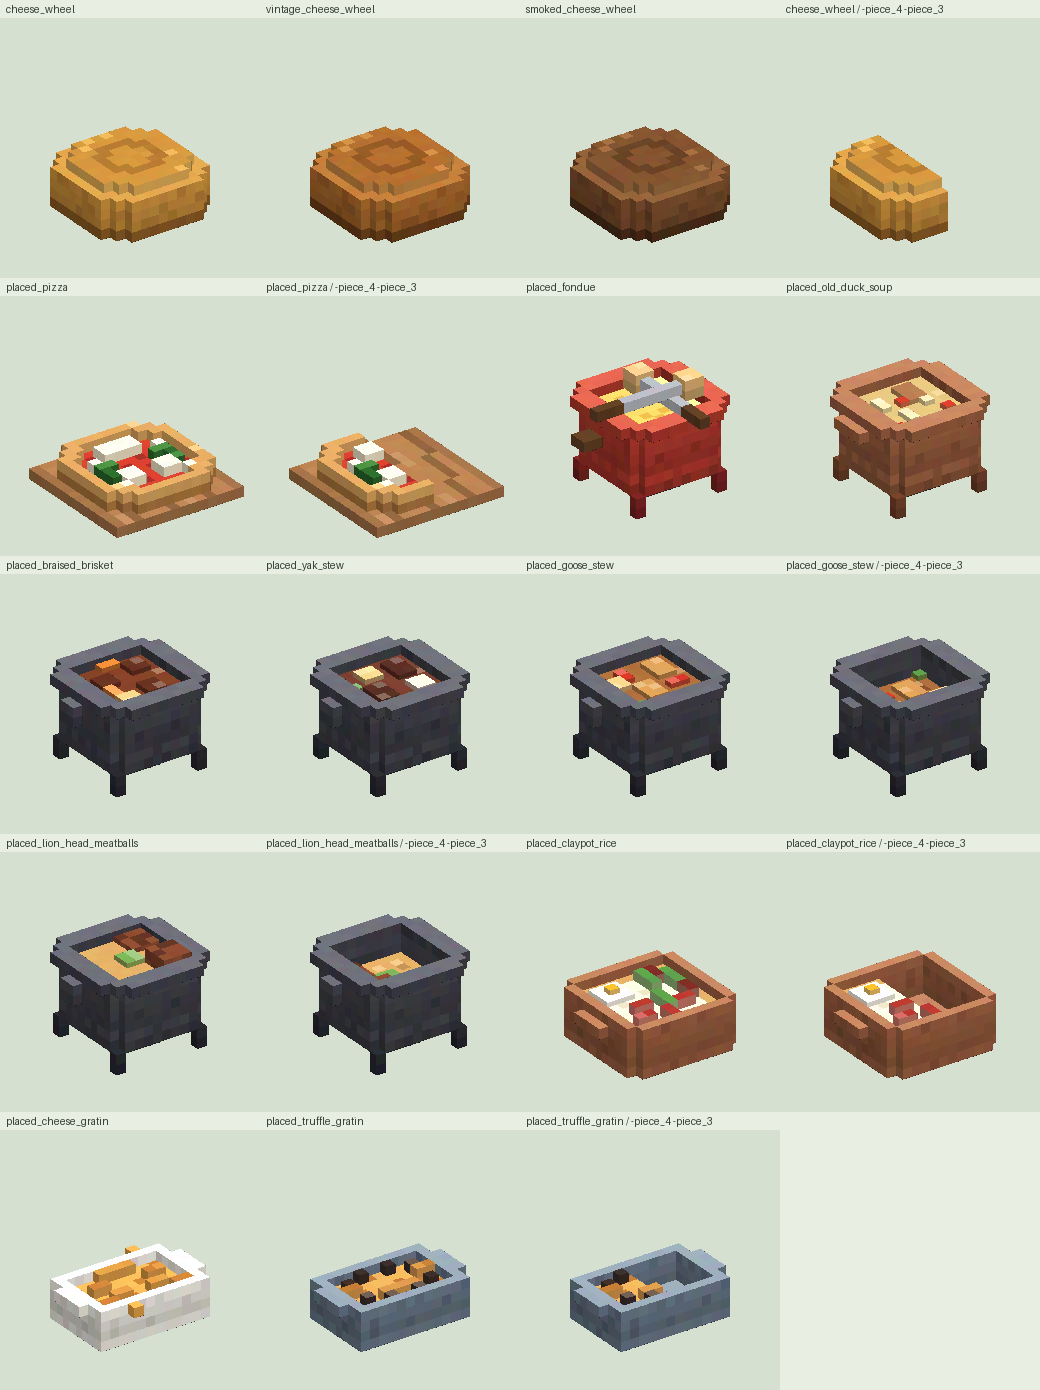 cheese_wheel
vintage_cheese_wheel
smoked_cheese_wheel
cheese_wheel / -piece_4 -piece_3
placed_pizza
placed_pizza / -piece_4 -piece_3
placed_fondue
placed_old_duck_soup
placed_braised_brisket
placed_yak_stew
placed_goose_stew
placed_goose_stew / -piece_4 -piece_3
placed_lion_head_meatballs
placed_lion_head_meatballs / -piece_4 -piece_3
placed_claypot_rice
placed_claypot_rice / -piece_4 -piece_3
placed_cheese_gratin
placed_truffle_gratin
placed_truffle_gratin / -piece_4 -piece_3